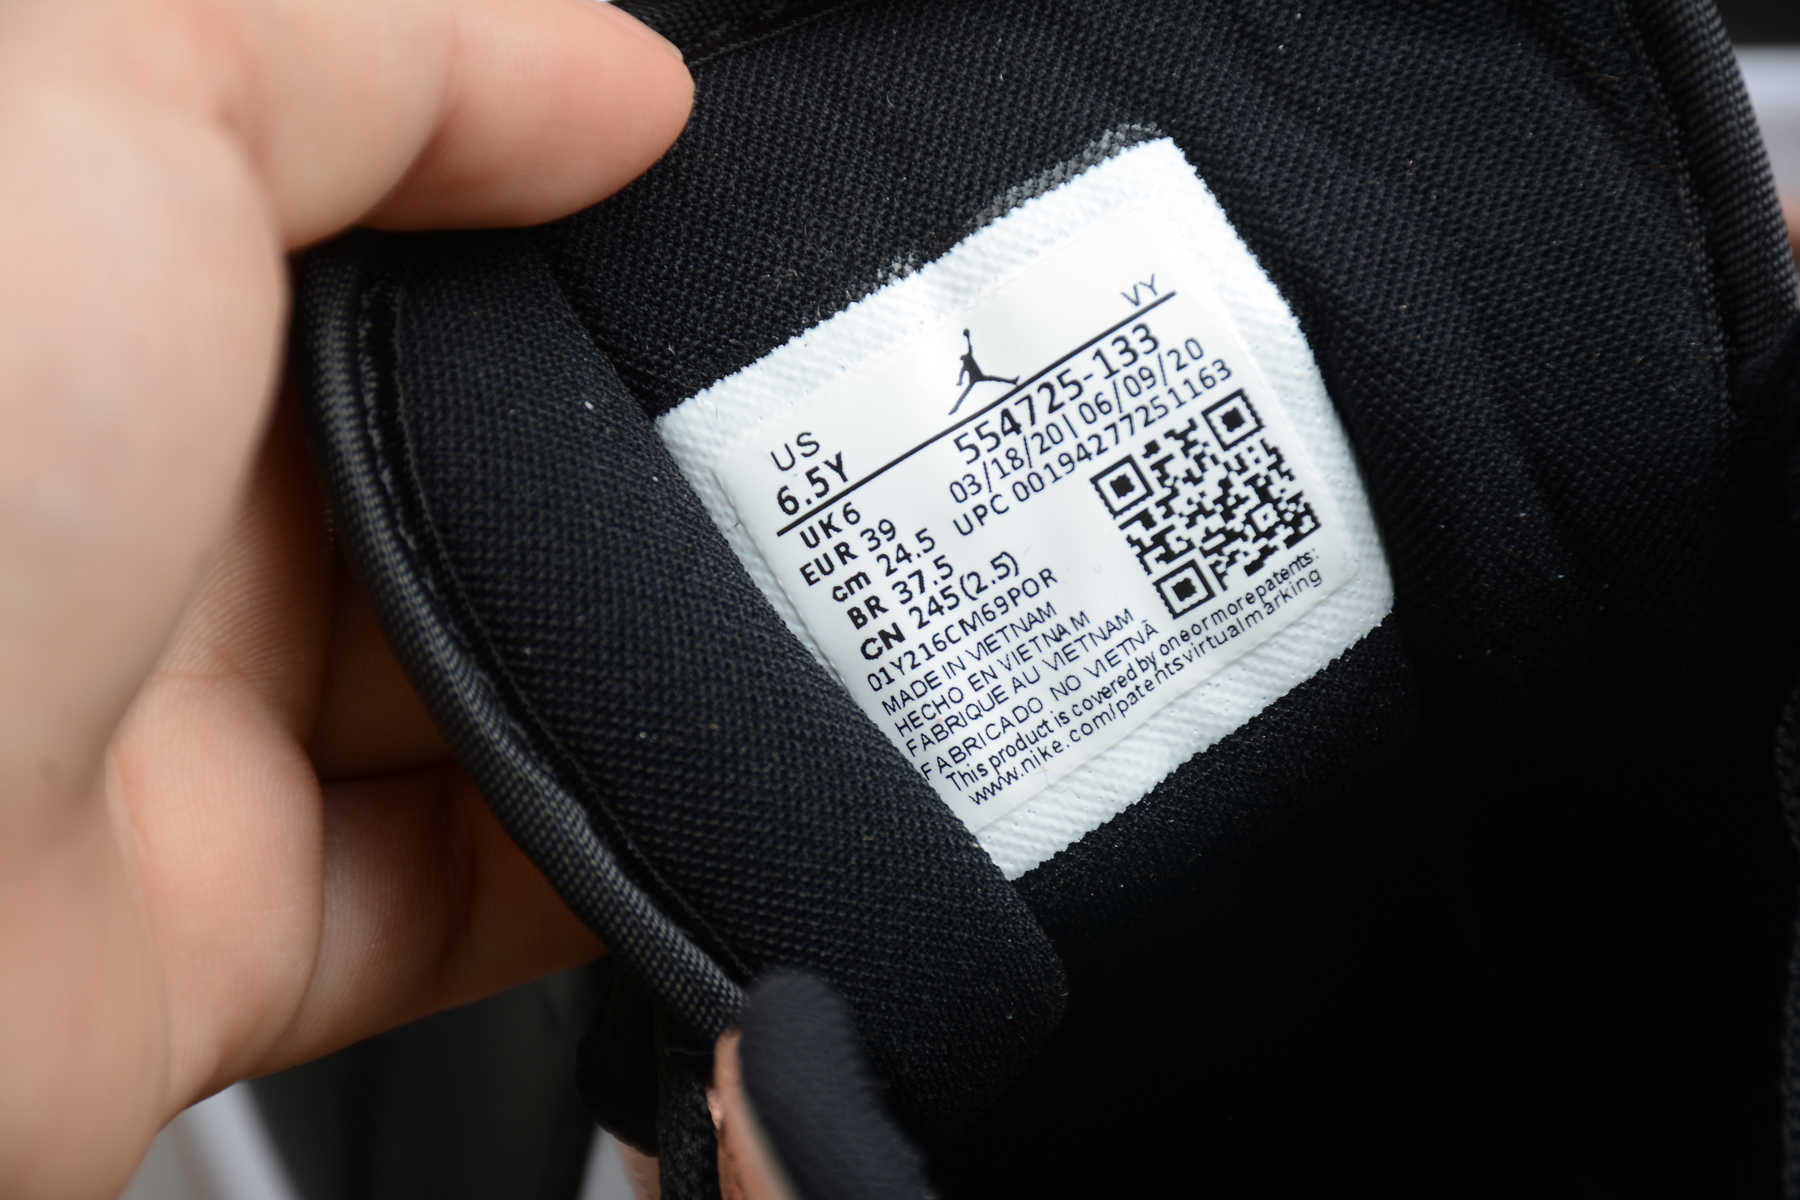 VY
US
6.5Y
554725-133
03/18/20|06/09/20
UPC 00194277251163
UK 6
EUR 39
cm 24.5
BR 37.5
CN 245(2.5)
01Y216CM69POR
MADE IN VIETNAM
HECHO EN VIETNAM
FABRIQUE AU VIETNAM
FABRICADO NO VIETNÃ
This product is covered by one or more patents:
www.nike.com/patentsvirtualmarking